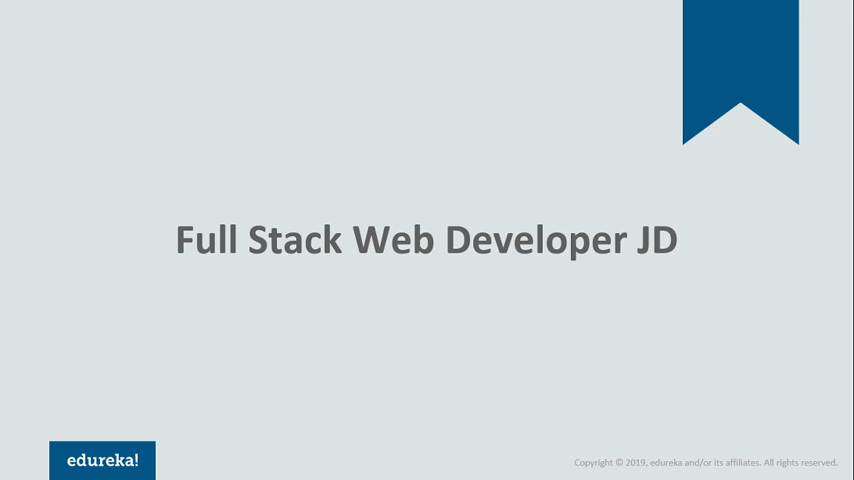 Full Stack Web Developer JD
edureka!
Copyright © 2019, edureka and/or its affiliates. All rights reserved.